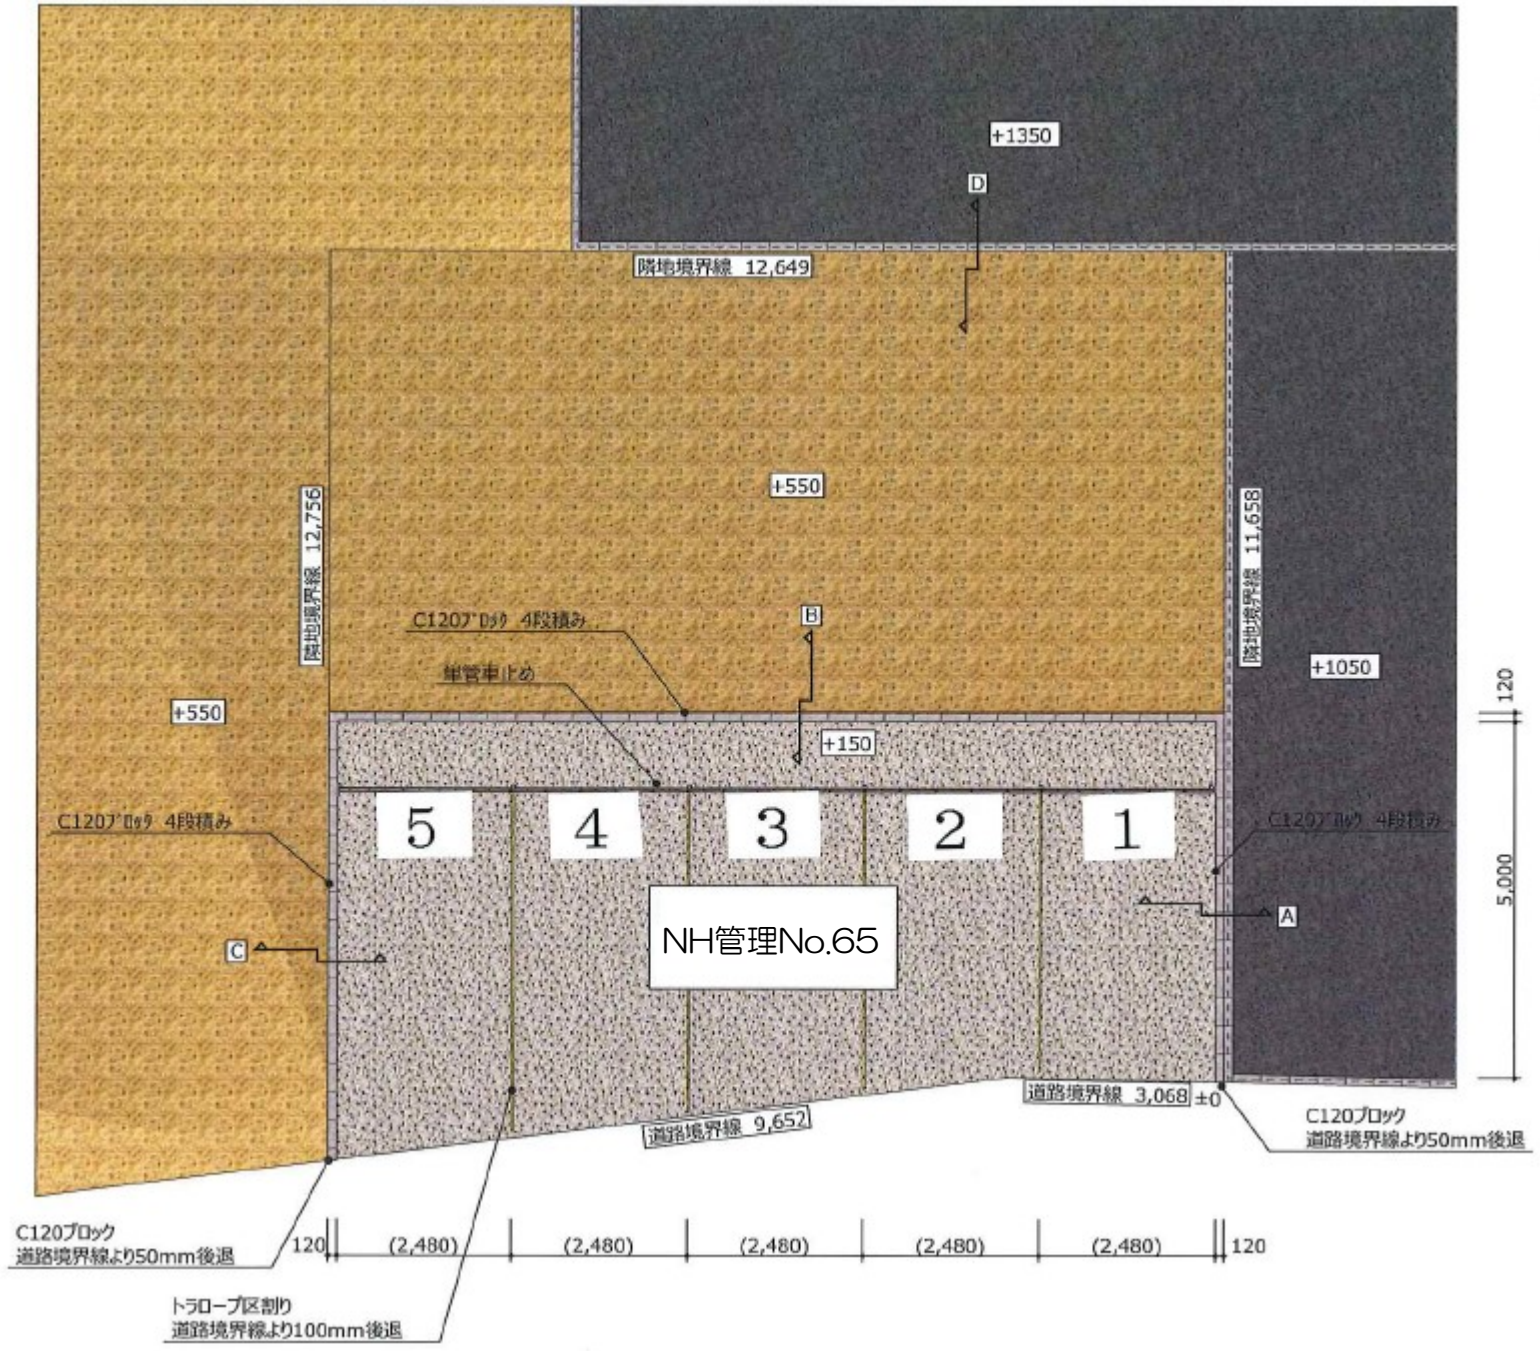 +1350
D
隣地境界線 12,649
+550
隣地境界線 12,756
隣地境界線 11,658
C120ブロック 4段積み
B
単管車止め
+1050
+550
120
+150
5
4
3
2
1
C120ブロック 4段積み
C120ブロック 4段積み
5,000
A
NH管理No.65
C
道路境界線 3,068
±0
道路境界線 9,652
C120ブロック
道路境界線より50mm後退
C120ブロック
道路境界線より50mm後退
120
(2,480)
(2,480)
(2,480)
(2,480)
(2,480)
120
トラロープ区割り
道路境界線より100mm後退